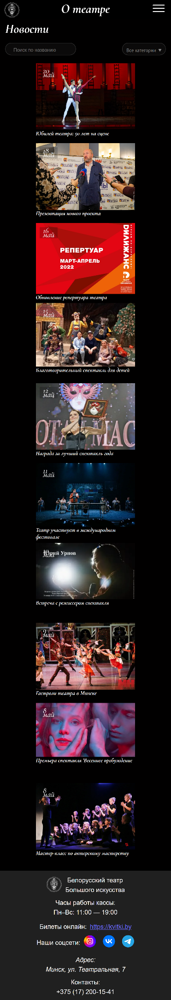 О театре
Новости
Поиск по названию
Все категории
20
май
Юбилей театра: 50 лет на сцене
18
май
Презентация нового проекта
16
май
РЕПЕРТУАР
МАРТ-АПРЕЛЬ
2022
ДИЛИЖАНС
ТЕАТР
ДИЛИЖАНС
Обновление репертуара театра
15
май
Благотворительный спектакль для детей
12
май
Награда за лучший спектакль года
11
май
Театр участвует в международном
фестивале
10
май
Юрий Урнов
Встреча с режиссером спектакля
9
май
Гастроли театра в Минске
8
май
Премьера спектакля 'Весеннее пробуждение
8
май
Мастер-класс по актерскому мастерству
Белорусский театр
Большого искусства
Часы работы кассы:
Пн–Вс: 11:00 — 19:00
Билеты онлайн: https://kvitki.by
Наши соцсети:
Адрес:
Минск, ул. Театральная, 7
Контакты:
+375 (17) 200-15-41